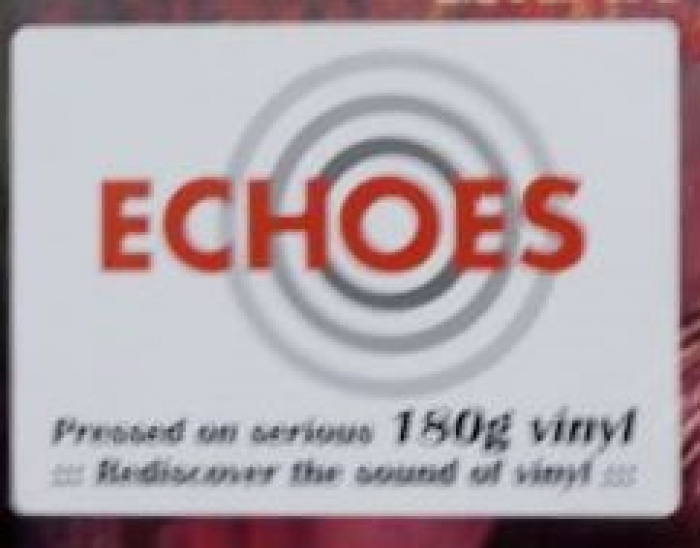 ECHOES
Pressed on serious 180g vinyl
::: Rediscover the sound of vinyl :::